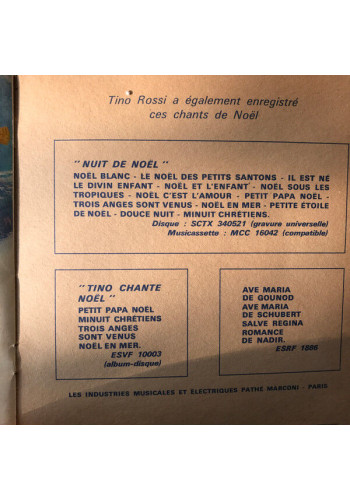 Tino Rossi a également enregistré
ces chants de Noël
" NUIT DE NOËL "
NOËL BLANC - LE NOËL DES PETITS SANTONS - IL EST NÉ
LE DIVIN ENFANT - NOËL ET L'ENFANT - NOËL SOUS LES
TROPIQUES - NOËL C'EST L'AMOUR - PETIT PAPA NOËL -
TROIS ANGES SONT VENUS - NOËL EN MER - PETITE ÉTOILE
DE NOËL - DOUCE NUIT - MINUIT CHRÉTIENS.
Disque : SCTX 340521 (gravure universelle)
Musicassette : MCC 16042 (compatible)
" TINO CHANTE
NOËL "
PETIT PAPA NOËL
MINUIT CHRÉTIENS
TROIS ANGES
SONT VENUS
NOËL EN MER.
ESVF 10003
(album-disque)
AVE MARIA
DE GOUNOD
AVE MARIA
DE SCHUBERT
SALVE REGINA
ROMANCE
DE NADIR.
ESRF 1886
LES INDUSTRIES MUSICALES ET ÉLECTRIQUES PATHÉ MARCONI - PARIS